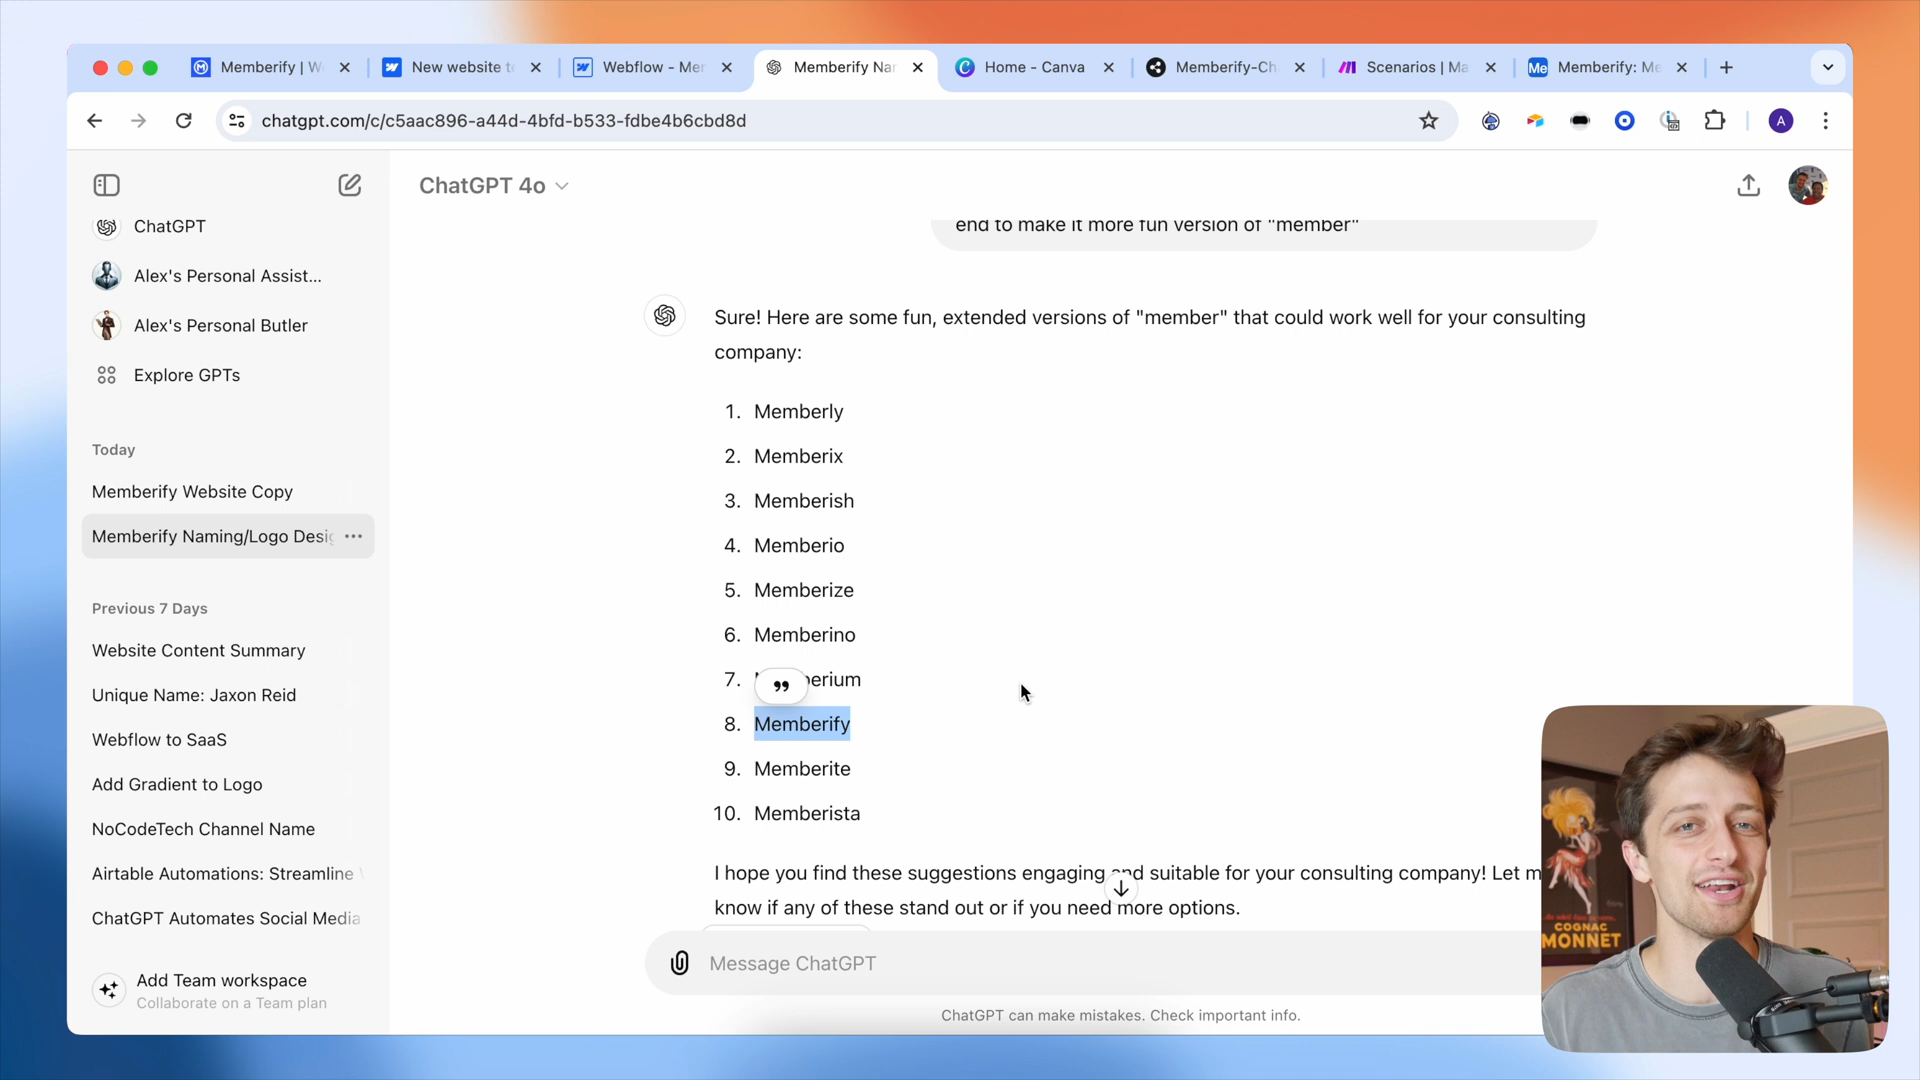 Memberify | W
New website t
Webflow - Mer
Memberify Nar
Home - Canva
Memberify-Ch
Scenarios | Ma
Me
Memberify: Me
chatgpt.com/c/c5aac896-a44d-4bfd-b533-fdbe4b6cbd8d
A
ChatGPT
Alex's Personal Assist...
Alex's Personal Butler
Explore GPTs
Today
Memberify Website Copy
Memberify Naming/Logo Desig
Previous 7 Days
Website Content Summary
Unique Name: Jaxon Reid
Webflow to SaaS
Add Gradient to Logo
NoCodeTech Channel Name
Airtable Automations: Streamline
ChatGPT Automates Social Media
Add Team workspace
Collaborate on a Team plan
ChatGPT 4o
end to make it more fun version of "member"
Sure! Here are some fun, extended versions of "member" that could work well for your consulting
company:
1. Memberly
2. Memberix
3. Memberish
4. Memberio
5. Memberize
6. Memberino
7. berium
8. Memberify
9. Memberite
10. Memberista
I hope you find these suggestions engaging and suitable for your consulting company! Let m
know if any of these stand out or if you need more options.
Message ChatGPT
ChatGPT can make mistakes. Check important info.
COGNAC
MONNET